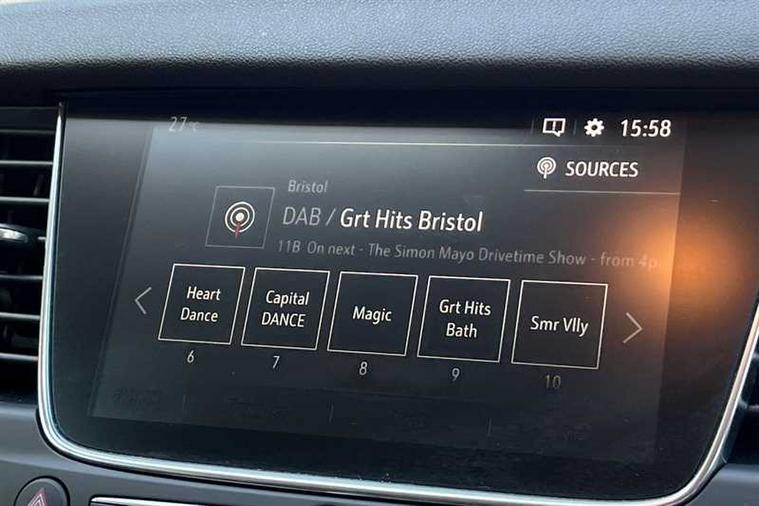 27°C
15:58
SOURCES
Bristol
DAB / Grt Hits Bristol
11B On next - The Simon Mayo Drivetime Show - from 4p
Heart Dance
Capital DANCE
Magic
Grt Hits Bath
Smr Vlly
6 7 8 9 10